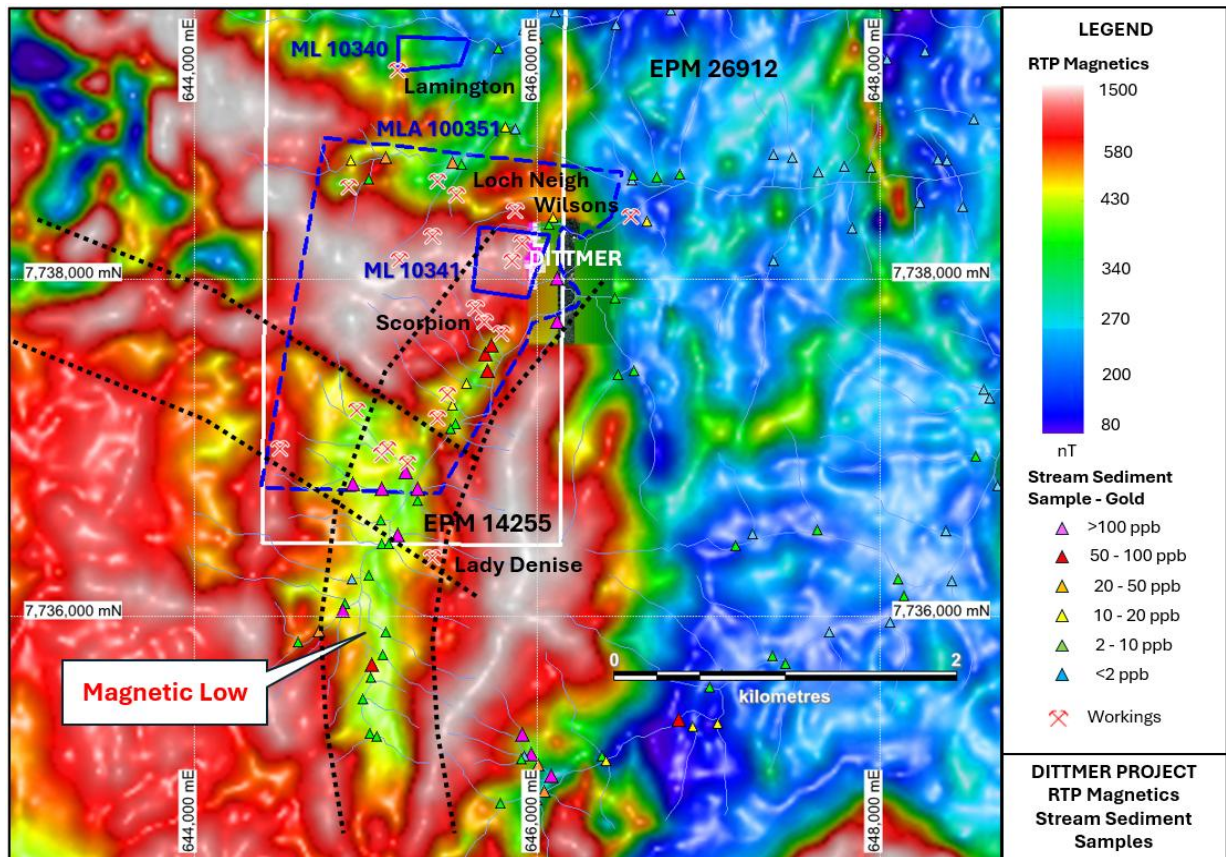 ML 10340
Lamington
EPM 26912
644,000 mE
646,000 mE
648,000 mE
MLA 100351
Loch Neigh
Wilsons
DITTMER
ML 10341
7,738,000 mN
7,738,000 mN
Scorpion
EPM 14255
Lady Denise
7,736,000 mN
7,736,000 mN
Magnetic Low
0
2
kilometres
644,000 mE
646,000 mE
648,000 mE
LEGEND
RTP Magnetics
1500
580
430
340
270
200
80
nT
Stream Sediment
Sample - Gold
>100 ppb
50 - 100 ppb
20 - 50 ppb
10 - 20 ppb
2 - 10 ppb
<2 ppb
Workings
DITTMER PROJECT
RTP Magnetics
Stream Sediment
Samples